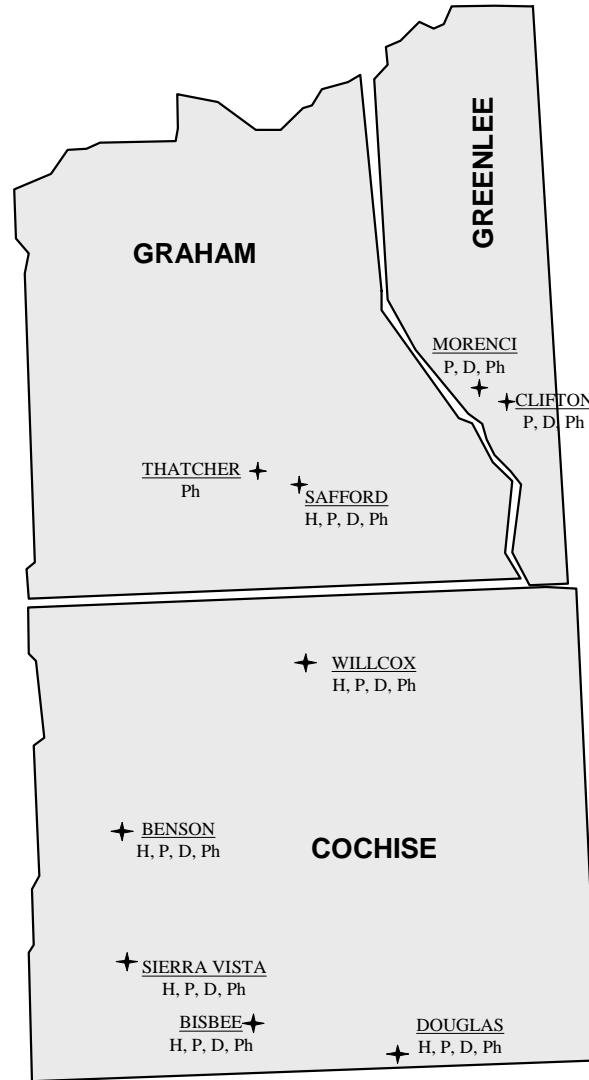 GREENLEE
GRAHAM
MORENCI
P, D, Ph
CLIFTON
P, D, Ph
THATCHER
Ph
SAFFORD
H, P, D, Ph
WILLCOX
H, P, D, Ph
BENSON
H, P, D, Ph
COCHISE
SIERRA VISTA
H, P, D, Ph
BISBEE
H, P, D, Ph
DOUGLAS
H, P, D, Ph